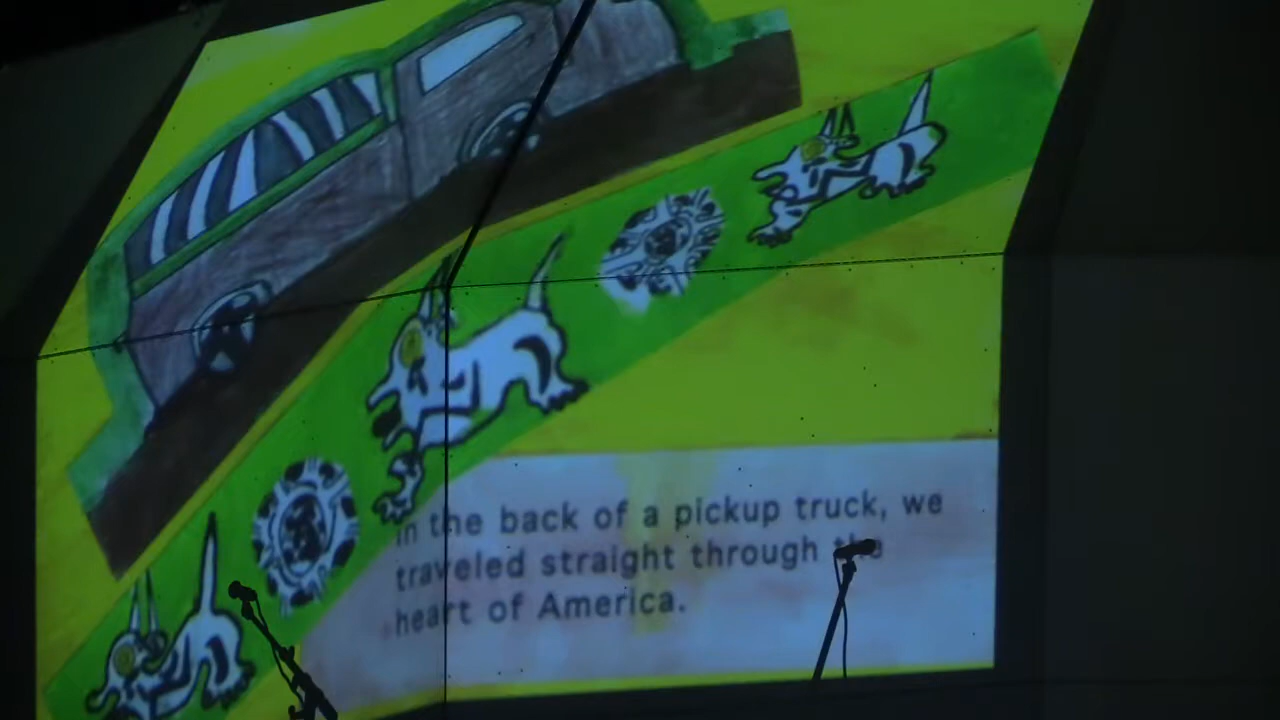 In the back of a pickup truck, we
traveled straight through the
heart of America.